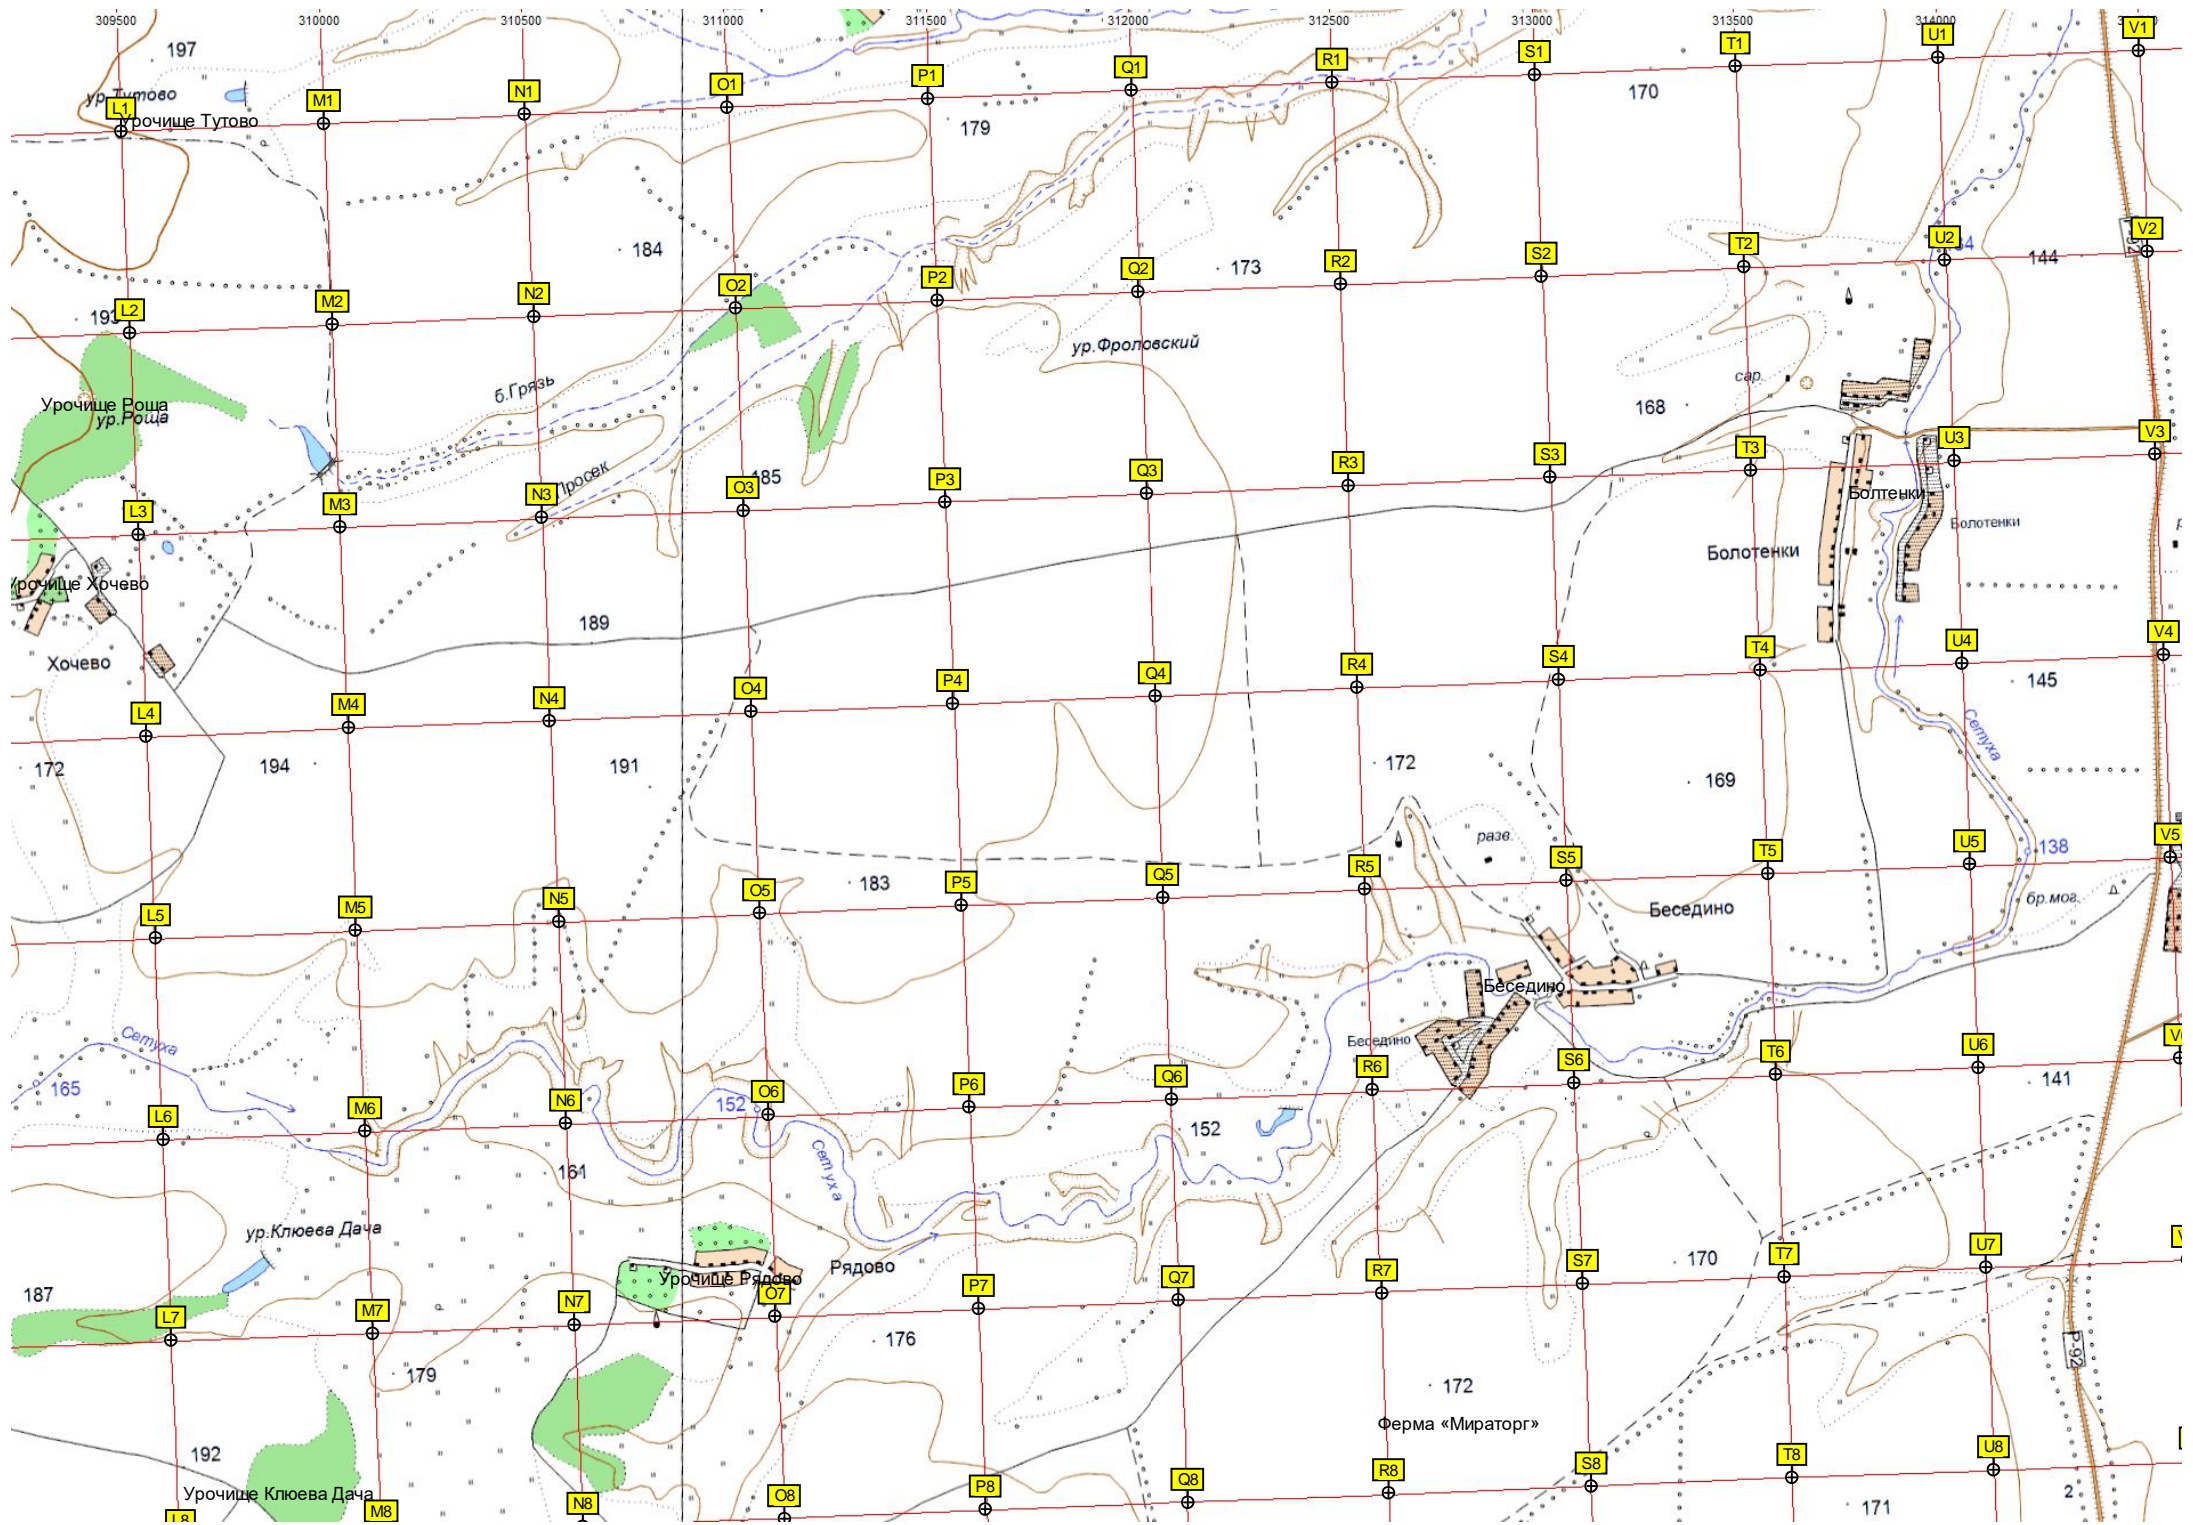 309500 310000 310500 311000 311500 312000 312500 313000 313500 314000
L1 M1 N1 O1 P1 Q1 R1 S1 T1 U1 V1
197
ур.Тутово
Урочище Тутово
179
170
184
173
144
L2 M2 N2 O2 P2 Q2 R2 S2 T2 U2 V2
193
ур.Фроловский
б.Грязь
сар.
168
Урочище Роща
ур.Роща
185
Просек
L3 M3 N3 O3 P3 Q3 R3 S3 T3 U3 V3
Болтенки
Болотенки
Болотенки
Урочище Хочево
189
Хочево
145
L4 M4 N4 O4 P4 Q4 R4 S4 T4 U4 V4
Сетуха
172
194
191
172
169
разв.
138
183
L5 M5 N5 O5 P5 Q5 R5 S5 T5 U5 V5
бр.мог.
Беседино
Беседино
Беседино
Сетуха
165
152
152
141
L6 M6 N6 O6 P6 Q6 R6 S6 T6 U6
161
Сетуха
ур.Клюева Дача
Рядово
Урочище Рядово
170
187
L7 M7 N7 O7 P7 Q7 R7 S7 T7 U7
176
179
Р-92
172
Ферма «Мираторг»
192
Урочище Клюева Дача
L8 M8 N8 O8 P8 Q8 R8 S8 T8 U8
171
2